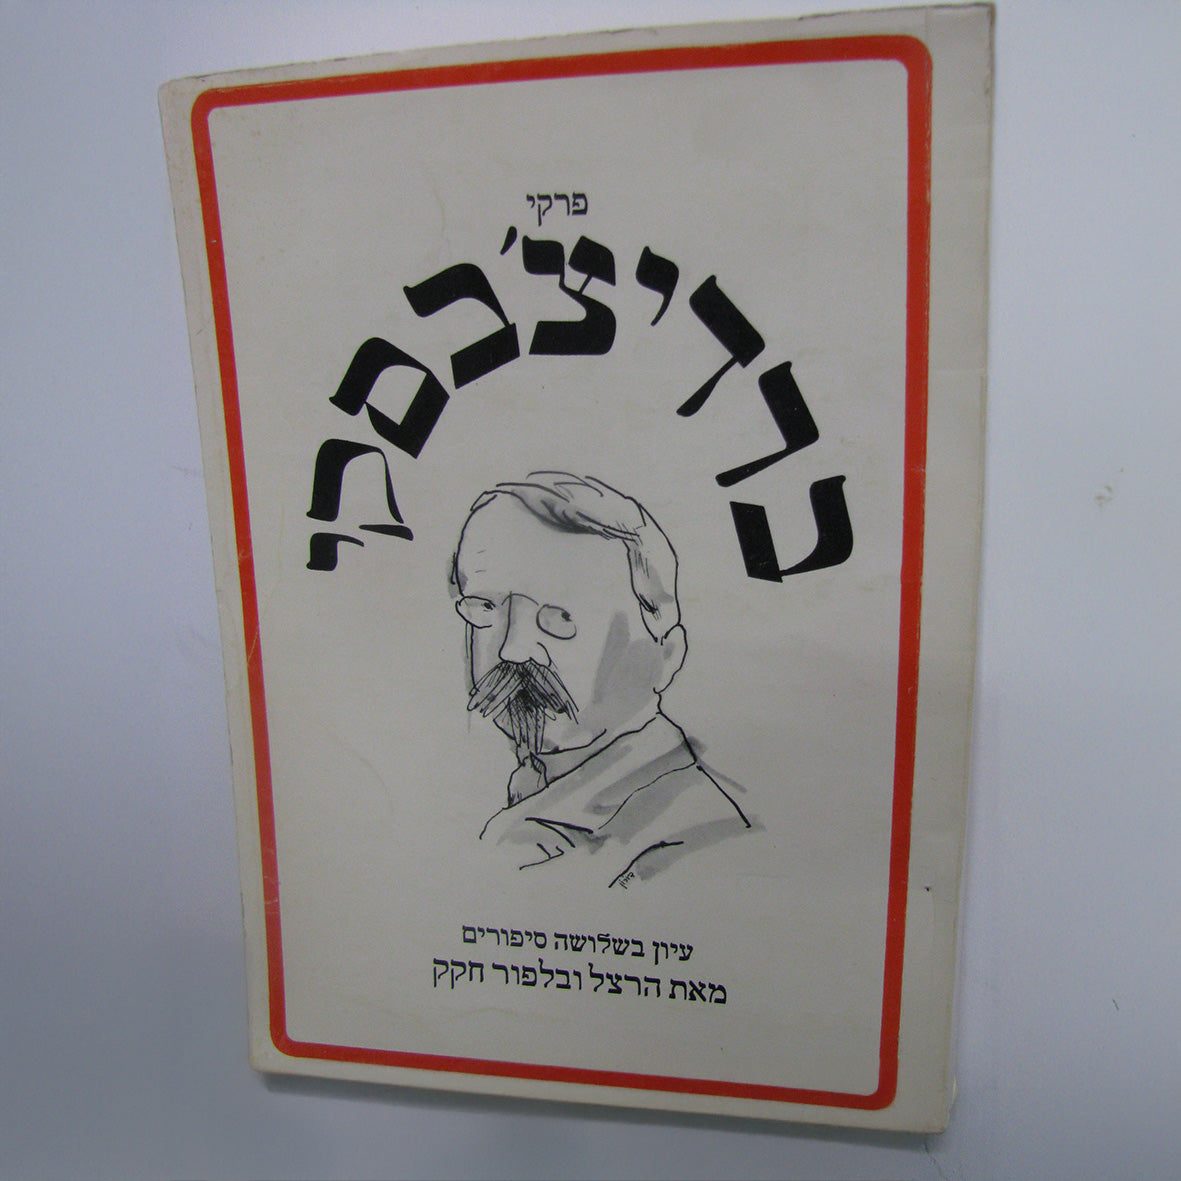 פרקי
ברדיצ'בסקי
עיון בשלושה סיפורים
מאת הרצל ובלפור חקק